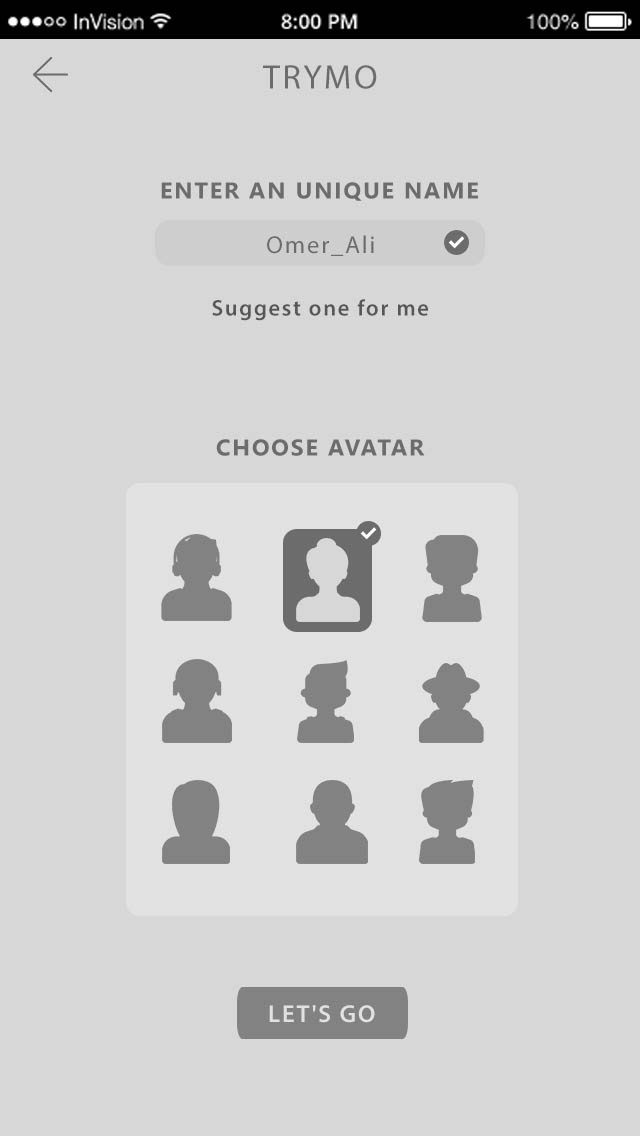 InVision 8:00 PM 100%
TRYMO
ENTER AN UNIQUE NAME
Omer_Ali
Suggest one for me
CHOOSE AVATAR
LET'S GO